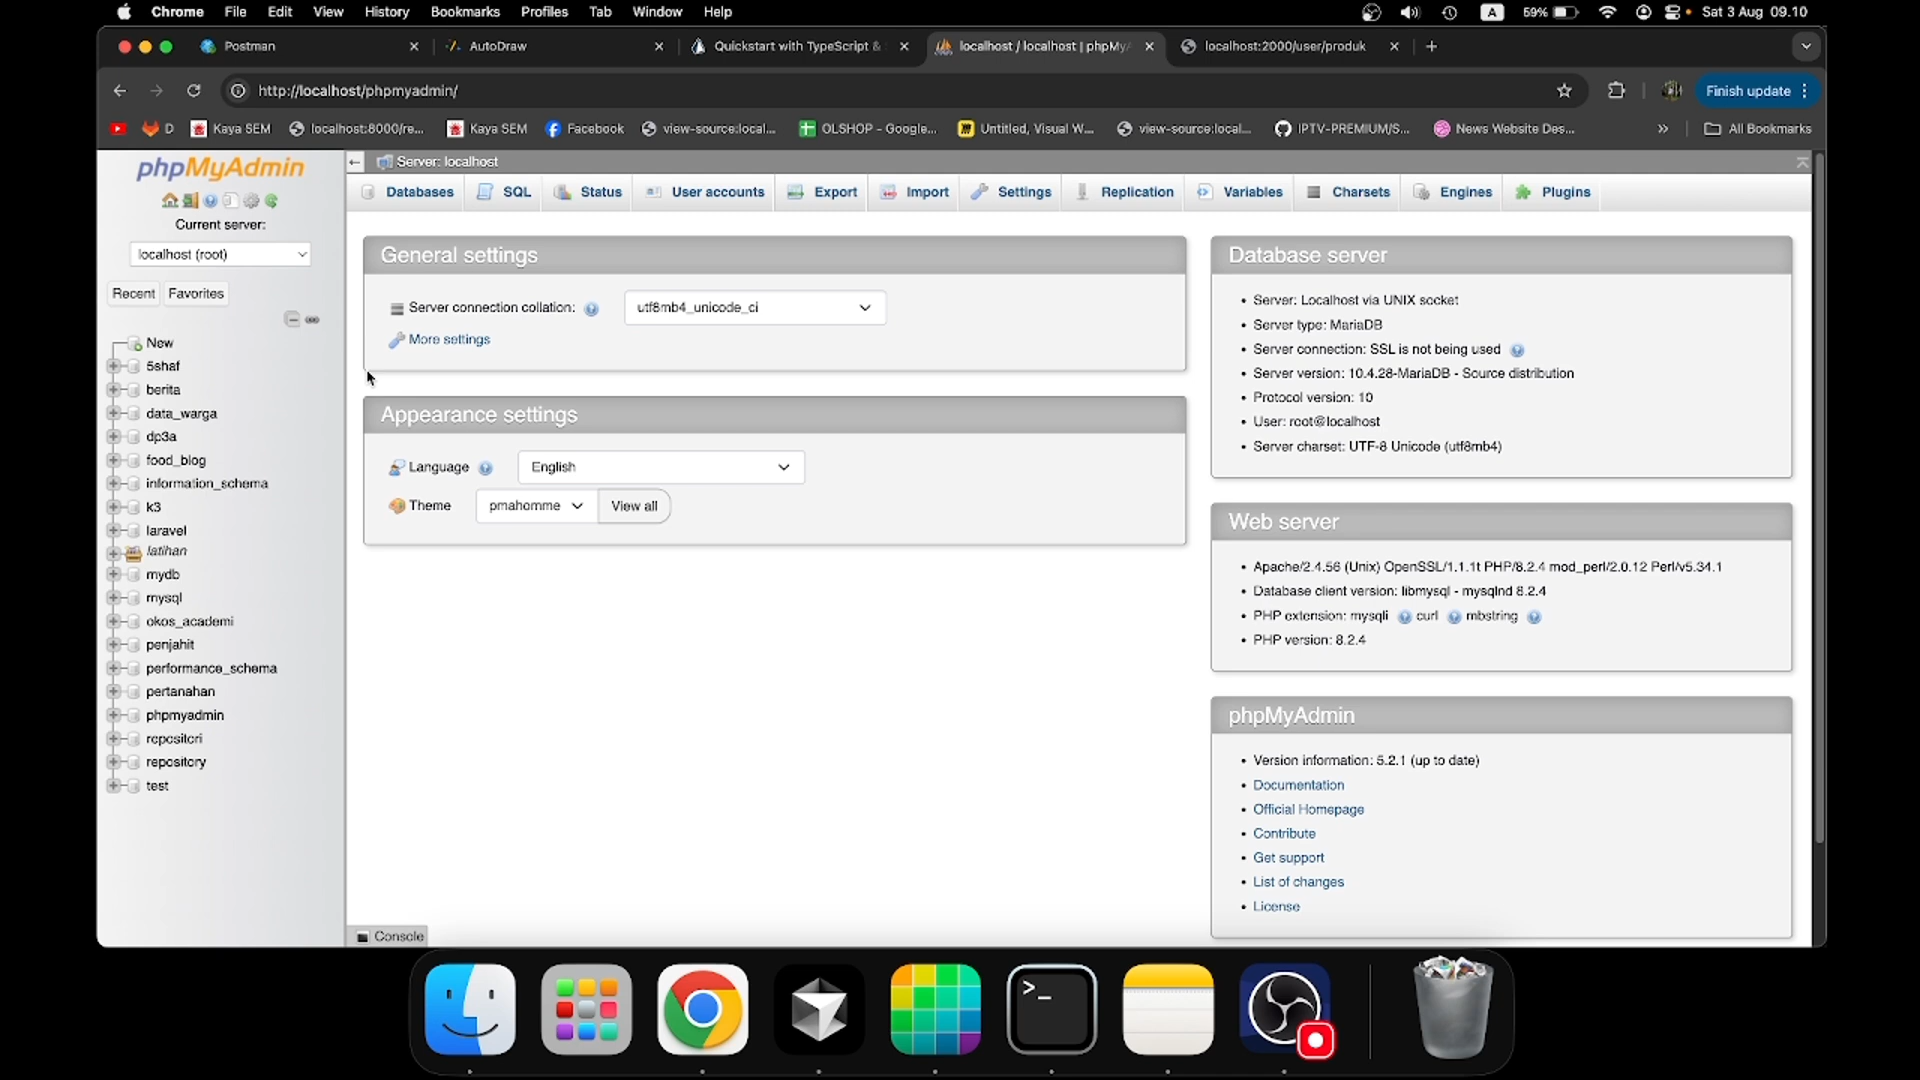 Chrome File Edit View History Bookmarks Profiles Tab Window Help A 59% Sat 3 Aug 09.10
Postman AutoDraw Quickstart with TypeScript & localhost / localhost | phpMy localhost:2000/user/produk
http://localhost/phpmyadmin/ Finish update
D Kaya SEM localhost:8000/re... Kaya SEM Facebook view-source:local... OLSHOP - Google... Untitled, Visual W... view-source:local... IPTV-PREMIUM/S... News Website Des... » All Bookmarks
phpMyAdmin
Current server:
localhost (root)
Recent Favorites
New
5shaf
berita
data_warga
dp3a
food_blog
information_schema
k3
laravel
latihan
mydb
mysql
okos_academi
penjahit
performance_schema
pertanahan
phpmyadmin
repositori
repository
test
Server: localhost
Databases SQL Status User accounts Export Import Settings Replication Variables Charsets Engines Plugins
General settings
Server connection collation: utf8mb4_unicode_ci
More settings
Appearance settings
Language English
Theme pmahomme View all
Database server
• Server: Localhost via UNIX socket
• Server type: MariaDB
• Server connection: SSL is not being used
• Server version: 10.4.28-MariaDB - Source distribution
• Protocol version: 10
• User: root@localhost
• Server charset: UTF-8 Unicode (utf8mb4)
Web server
• Apache/2.4.56 (Unix) OpenSSL/1.1.1t PHP/8.2.4 mod_perl/2.0.12 Perl/v5.34.1
• Database client version: libmysql - mysqlnd 8.2.4
• PHP extension: mysqli curl mbstring
• PHP version: 8.2.4
phpMyAdmin
• Version information: 5.2.1 (up to date)
• Documentation
• Official Homepage
• Contribute
• Get support
• List of changes
• License
Console